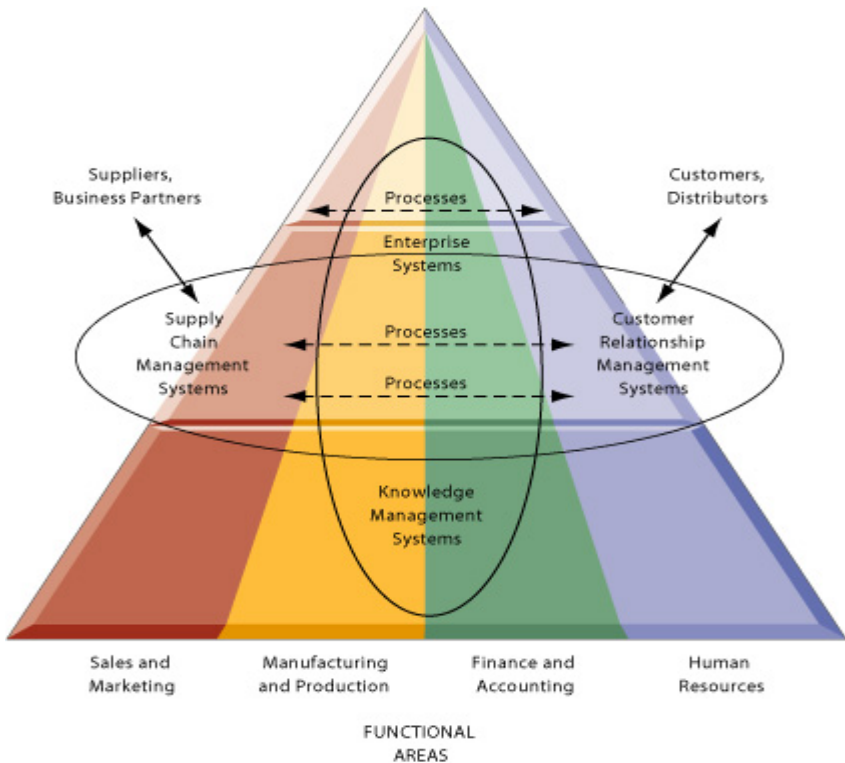 Suppliers,
Business Partners
Customers,
Distributors
Processes
Enterprise
Systems
Supply
Chain
Management
Systems
Processes
Processes
Customer
Relationship
Management
Systems
Knowledge
Management
Systems
Sales and
Marketing
Manufacturing
and Production
Finance and
Accounting
Human
Resources
FUNCTIONAL
AREAS